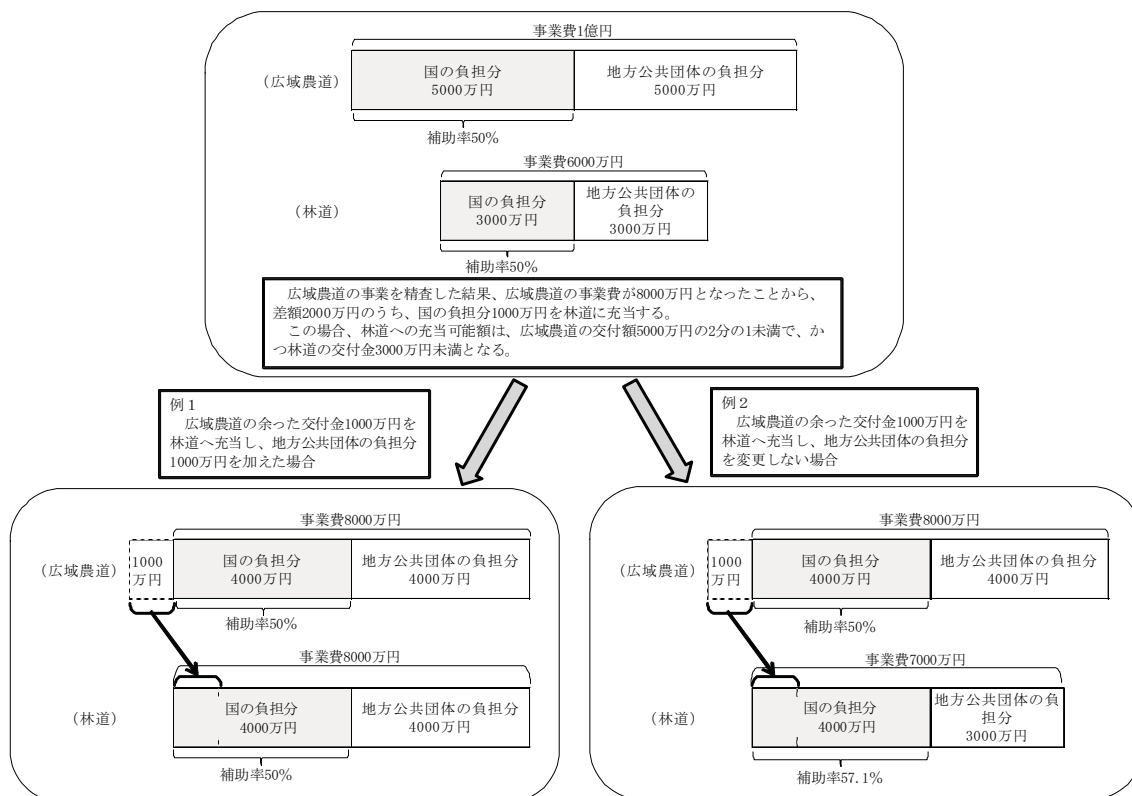 事業費1億円
(広域農道)
国の負担分
5000万円
地方公共団体の負担分
5000万円
補助率50%
事業費6000万円
(林道)
国の負担分
3000万円
地方公共団体の
負担分
3000万円
補助率50%
広域農道の事業を精査した結果、広域農道の事業費が8000万円となったことから、
差額2000万円のうち、国の負担分1000万円を林道に充当する。
この場合、林道への充当可能額は、広域農道の交付額5000万円の2分の1未満で、か
つ林道の交付金3000万円未満となる。
例1
広域農道の余った交付金1000万円を
林道へ充当し、地方公共団体の負担分
1000万円を加えた場合
例2
広域農道の余った交付金1000万円を
林道へ充当し、地方公共団体の負担分
を変更しない場合
事業費8000万円
(広域農道)
1000
万円
国の負担分
4000万円
地方公共団体の負担分
4000万円
補助率50%
事業費8000万円
(林道)
国の負担分
4000万円
地方公共団体の負担分
4000万円
補助率50%
事業費8000万円
(広域農道)
1000
万円
国の負担分
4000万円
地方公共団体の負担分
4000万円
補助率50%
事業費7000万円
(林道)
国の負担分
4000万円
地方公共団体の負
担分
3000万円
補助率57.1%